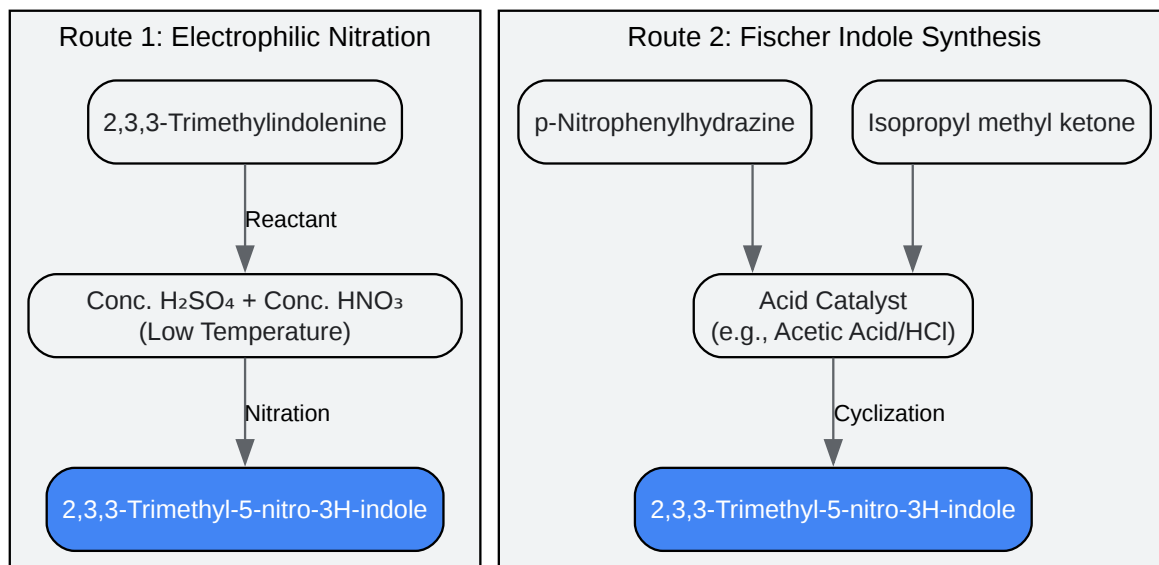 Route 1: Electrophilic Nitration
2,3,3-Trimethylindolenine
Reactant
Conc. H₂SO₄ + Conc. HNO₃
(Low Temperature)
Nitration
2,3,3-Trimethyl-5-nitro-3H-indole
Route 2: Fischer Indole Synthesis
p-Nitrophenylhydrazine
Isopropyl methyl ketone
Acid Catalyst
(e.g., Acetic Acid/HCl)
Cyclization
2,3,3-Trimethyl-5-nitro-3H-indole